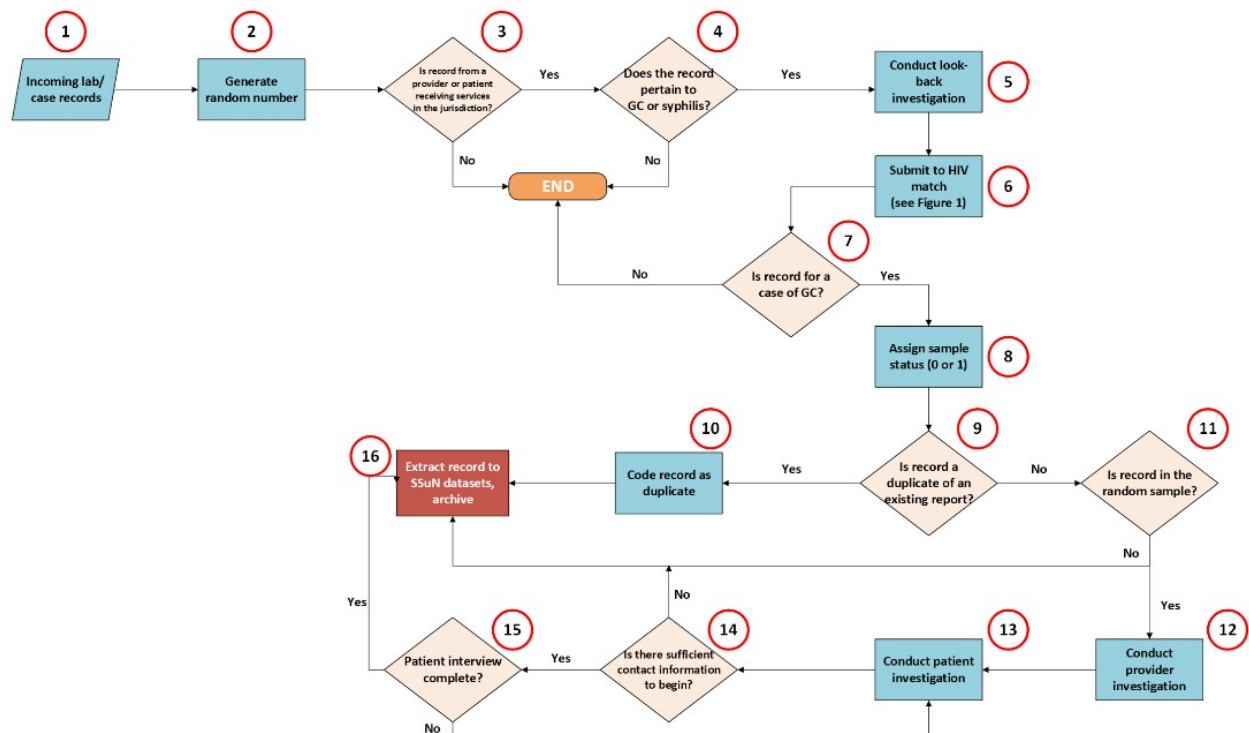 1
Incoming lab/
case records
2
Generate
random number
3
Is record from a
provider or patient
receiving services
in the jurisdiction?
Yes
No
4
Does the record
pertain to
GC or syphilis?
Yes
No
5
Conduct look-
back
investigation
END
6
Submit to HIV
match
(see Figure 1)
7
Is record for a
case of GC?
No
Yes
8
Assign sample
status (0 or 1)
9
Is record a
duplicate of an
existing report?
Yes
No
10
Code record as
duplicate
11
Is record in the
random sample?
No
Yes
16
Extract record to
SSuN datasets,
archive
12
Conduct
provider
investigation
13
Conduct patient
investigation
14
Is there sufficient
contact information
to begin?
No
Yes
15
Patient interview
complete?
Yes
No